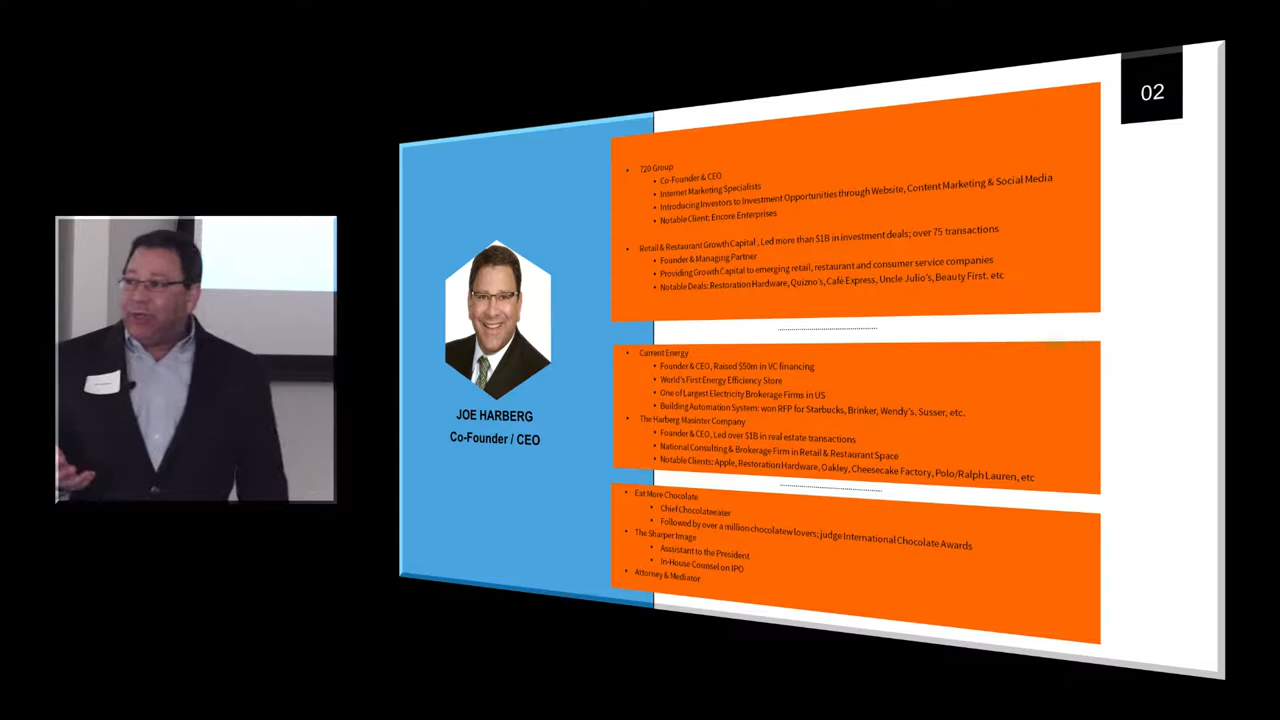 02
JOE HARBERG
Co-Founder / CEO
• 720 Group
• Co-Founder & CEO
• Internet Marketing Specialists
• Introducing Investors to Investment Opportunities through Website, Content Marketing & Social Media
• Notable Client: Encore Enterprises
• Retail & Restaurant Growth Capital , Led more than $1B in investment deals; over 75 transactions
• Founder & Managing Partner
• Providing Growth Capital to emerging retail, restaurant and consumer service companies
• Notable Deals: Restoration Hardware, Quizno's, Café Express, Uncle Julio's, Beauty First. etc
• Current Energy
• Founder & CEO, Raised $50m in VC financing
• World's First Energy Efficiency Store
• One of Largest Electricity Brokerage Firms in US
• Building Automation System: won RFP for Starbucks, Brinker, Wendy's, Susser, etc.
• The Harberg Masinter Company
• Founder & CEO, Led over $1B in real estate transactions
• National Consulting & Brokerage Firm in Retail & Restaurant Space
• Notable Clients: Apple, Restoration Hardware, Oakley, Cheesecake Factory, Polo/Ralph Lauren, etc
• Eat More Chocolate
• Chief Chocolateeater
• Followed by over a million chocolatew lovers; judge International Chocolate Awards
• The Sharper Image
• Asssistant to the President
• In-House Counsel on IPO
• Attorney & Mediator